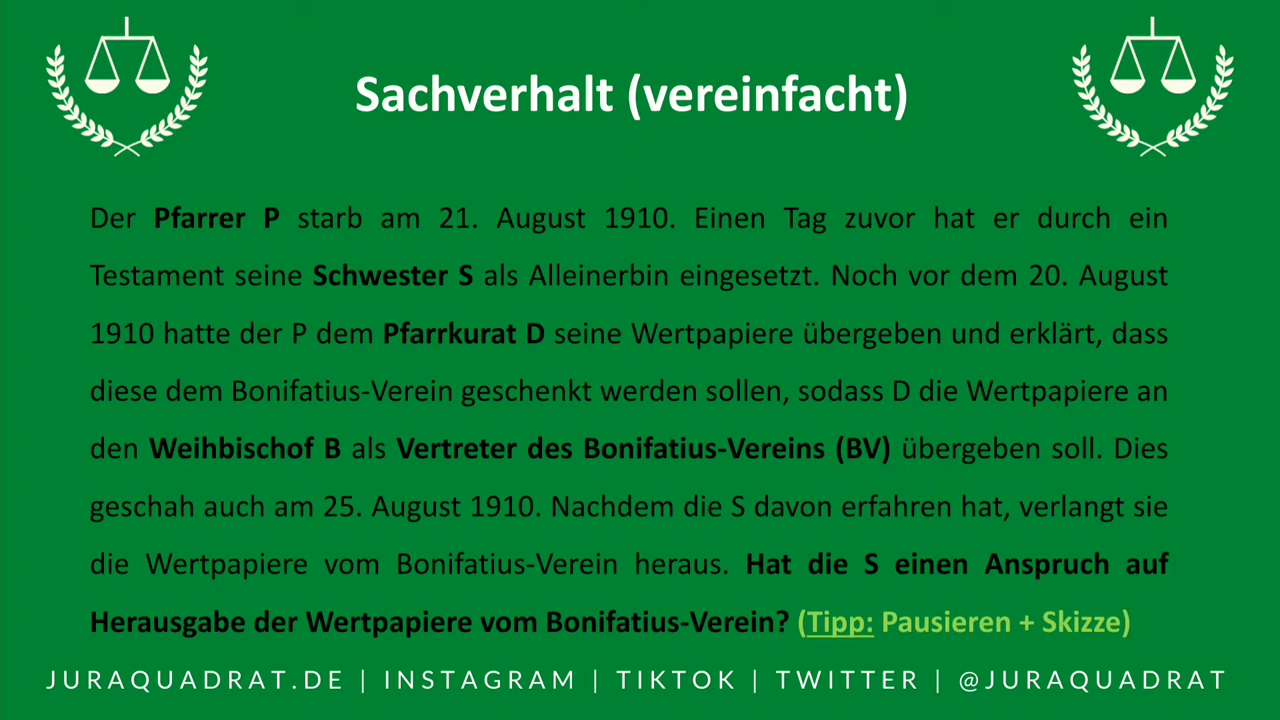 Sachverhalt (vereinfacht)
Der Pfarrer P starb am 21. August 1910. Einen Tag zuvor hat er durch ein
Testament seine Schwester S als Alleinerbin eingesetzt. Noch vor dem 20. August
1910 hatte der P dem Pfarrkurat D seine Wertpapiere übergeben und erklärt, dass
diese dem Bonifatius-Verein geschenkt werden sollen, sodass D die Wertpapiere an
den Weihbischof B als Vertreter des Bonifatius-Vereins (BV) übergeben soll. Dies
geschah auch am 25. August 1910. Nachdem die S davon erfahren hat, verlangt sie
die Wertpapiere vom Bonifatius-Verein heraus. Hat die S einen Anspruch auf
Herausgabe der Wertpapiere vom Bonifatius-Verein? (Tipp: Pausieren + Skizze)
JURAQUADRAT.DE | INSTAGRAM | TIKTOK | TWITTER | @JURAQUADRAT